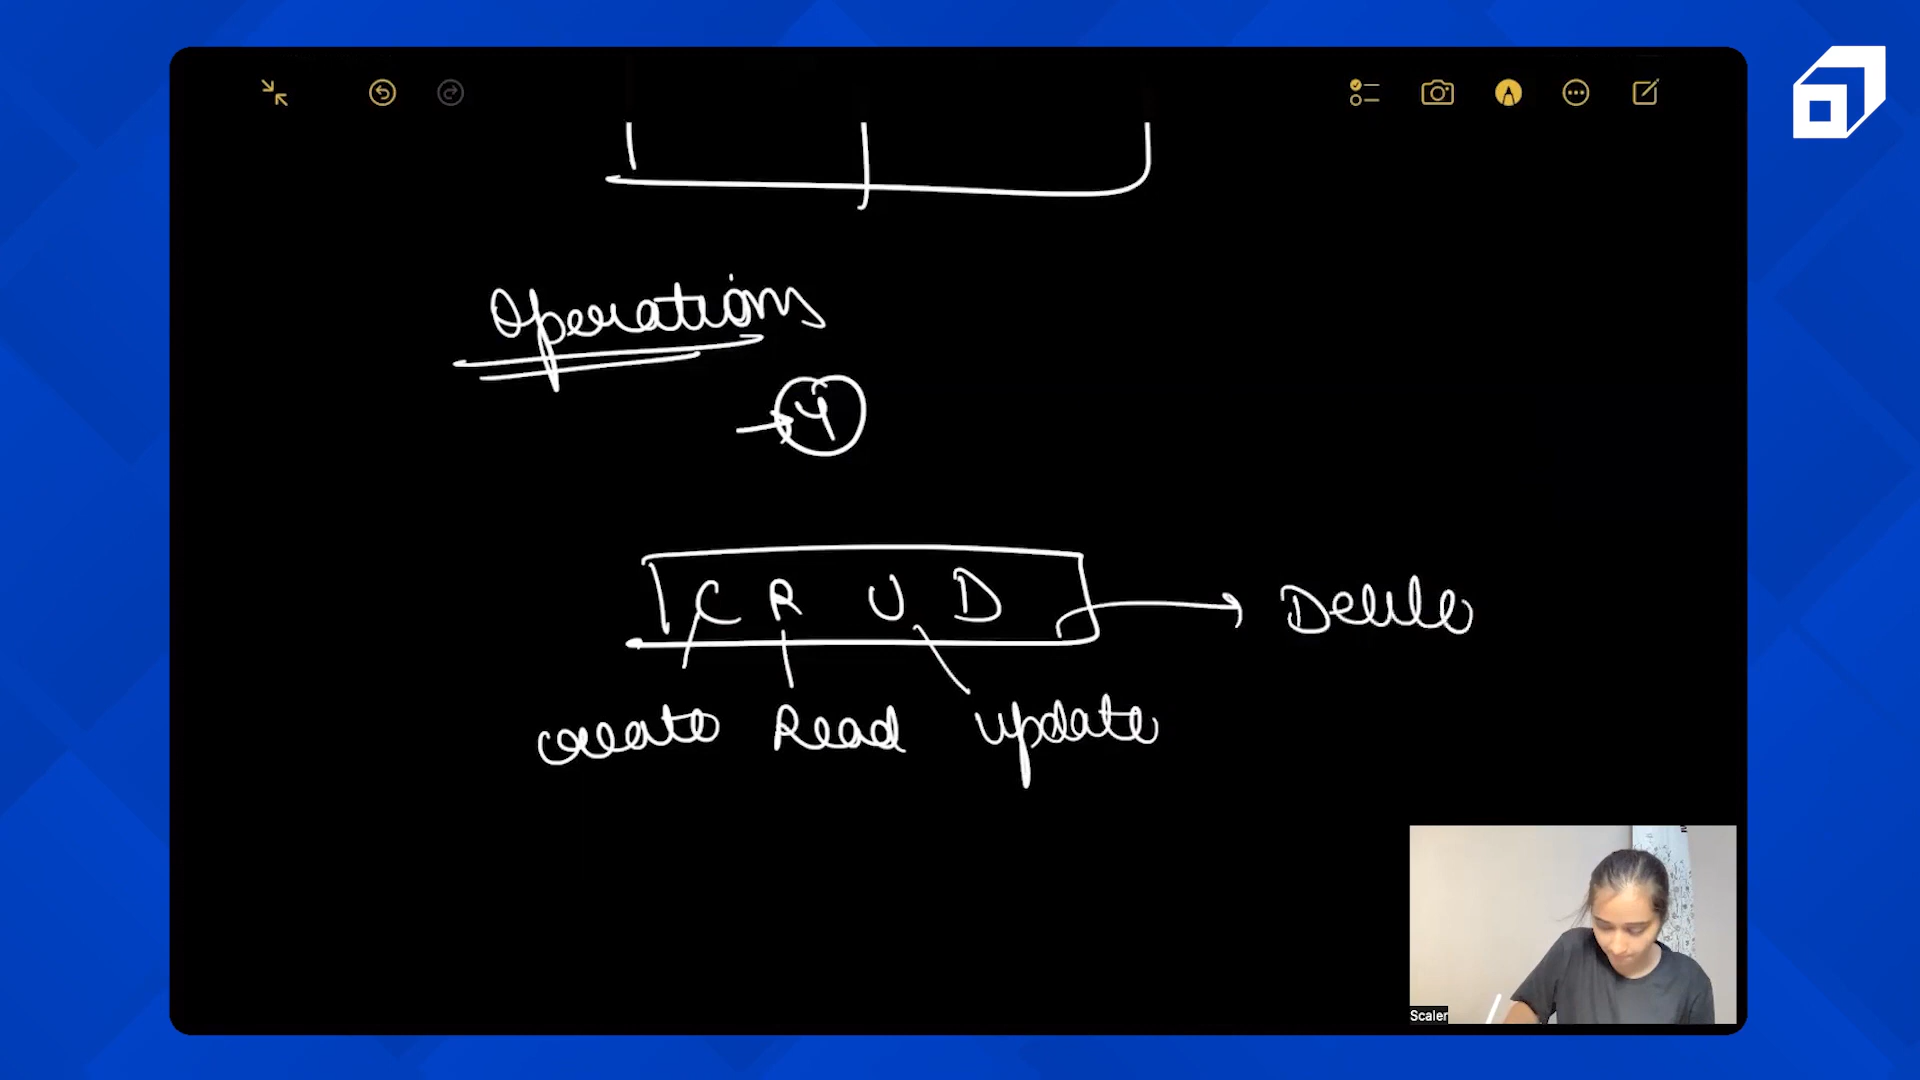 Operations
4
C R U D
Delete
create Read update
Scaler